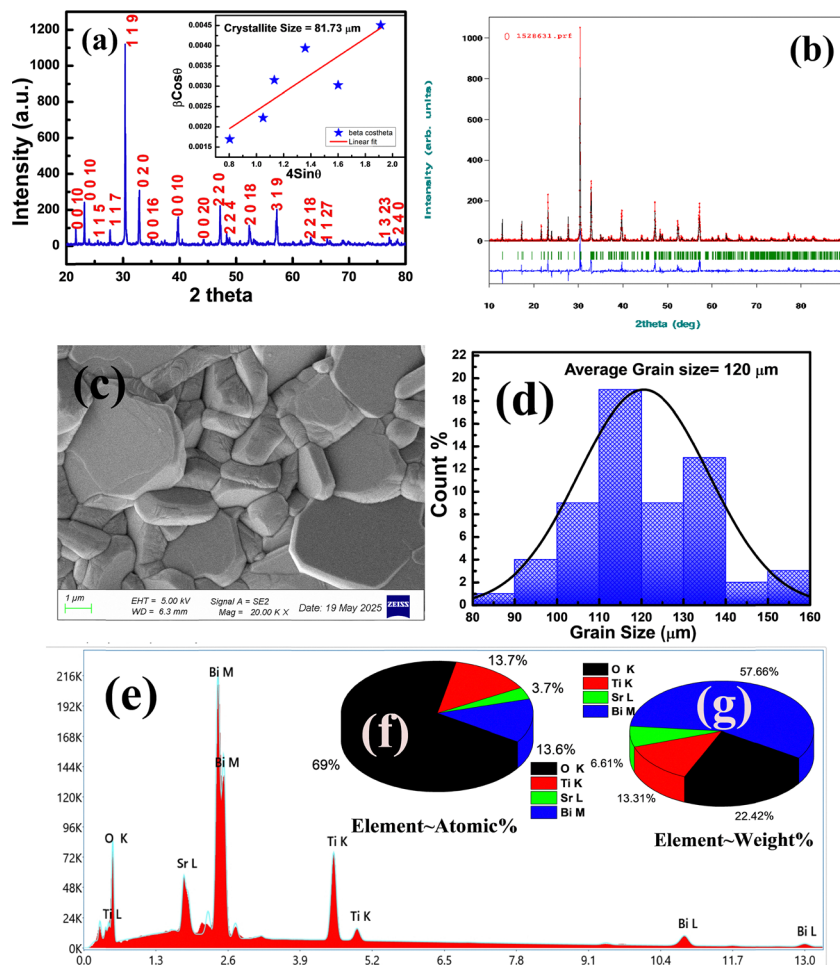 (a)
Crystallite Size = 81.73 μm
βCosθ
0.0045
0.0040
0.0035
0.0030
0.0025
0.0020
0.0015
beta costheta
Linear fit
0.8 1.0 1.2 1.4 1.6 1.8 2.0
4Sinθ
Intensity (a.u.)
1200
1000
800
600
400
200
0
0 0 10
0 0 10
1 1 5
1 1 7
1 1 9
0 2 0
0 0 16
0 0 10
0 0 20
2 2 0
2 2 4
2 0 18
3 1 9
2 2 18
1 1 27
1 3 23
2 4 0
20 30 40 50 60 70 80
2 theta
(b)
O 1528631.prf
Intensity (arb. units)
1000
800
600
400
200
0
10 20 30 40 50 60 70 80
2theta (deg)
(c)
1 μm
EHT = 5.00 kV
WD = 6.3 mm
Signal A = SE2
Mag = 20.00 K X
Date: 19 May 2025
ZEISS
(d)
Average Grain size= 120 μm
Count %
22
20
18
16
14
12
10
8
6
4
2
0
80 90 100 110 120 130 140 150 160
Grain Size (μm)
(e)
216K
192K
168K
144K
120K
96K
72K
48K
24K
0K
O K
Ti L
Sr L
Bi M
Bi M
Ti K
Ti K
Bi L
Bi L
0.0 1.3 2.6 3.9 5.2 6.5 7.8 9.1 10.4 11.7 13.0
(f)
13.7%
3.7%
13.6%
69%
O K
Ti K
Sr L
Bi M
Element~Atomic%
(g)
O K
Ti K
Sr L
Bi M
57.66%
6.61%
13.31%
22.42%
Element~Weight%